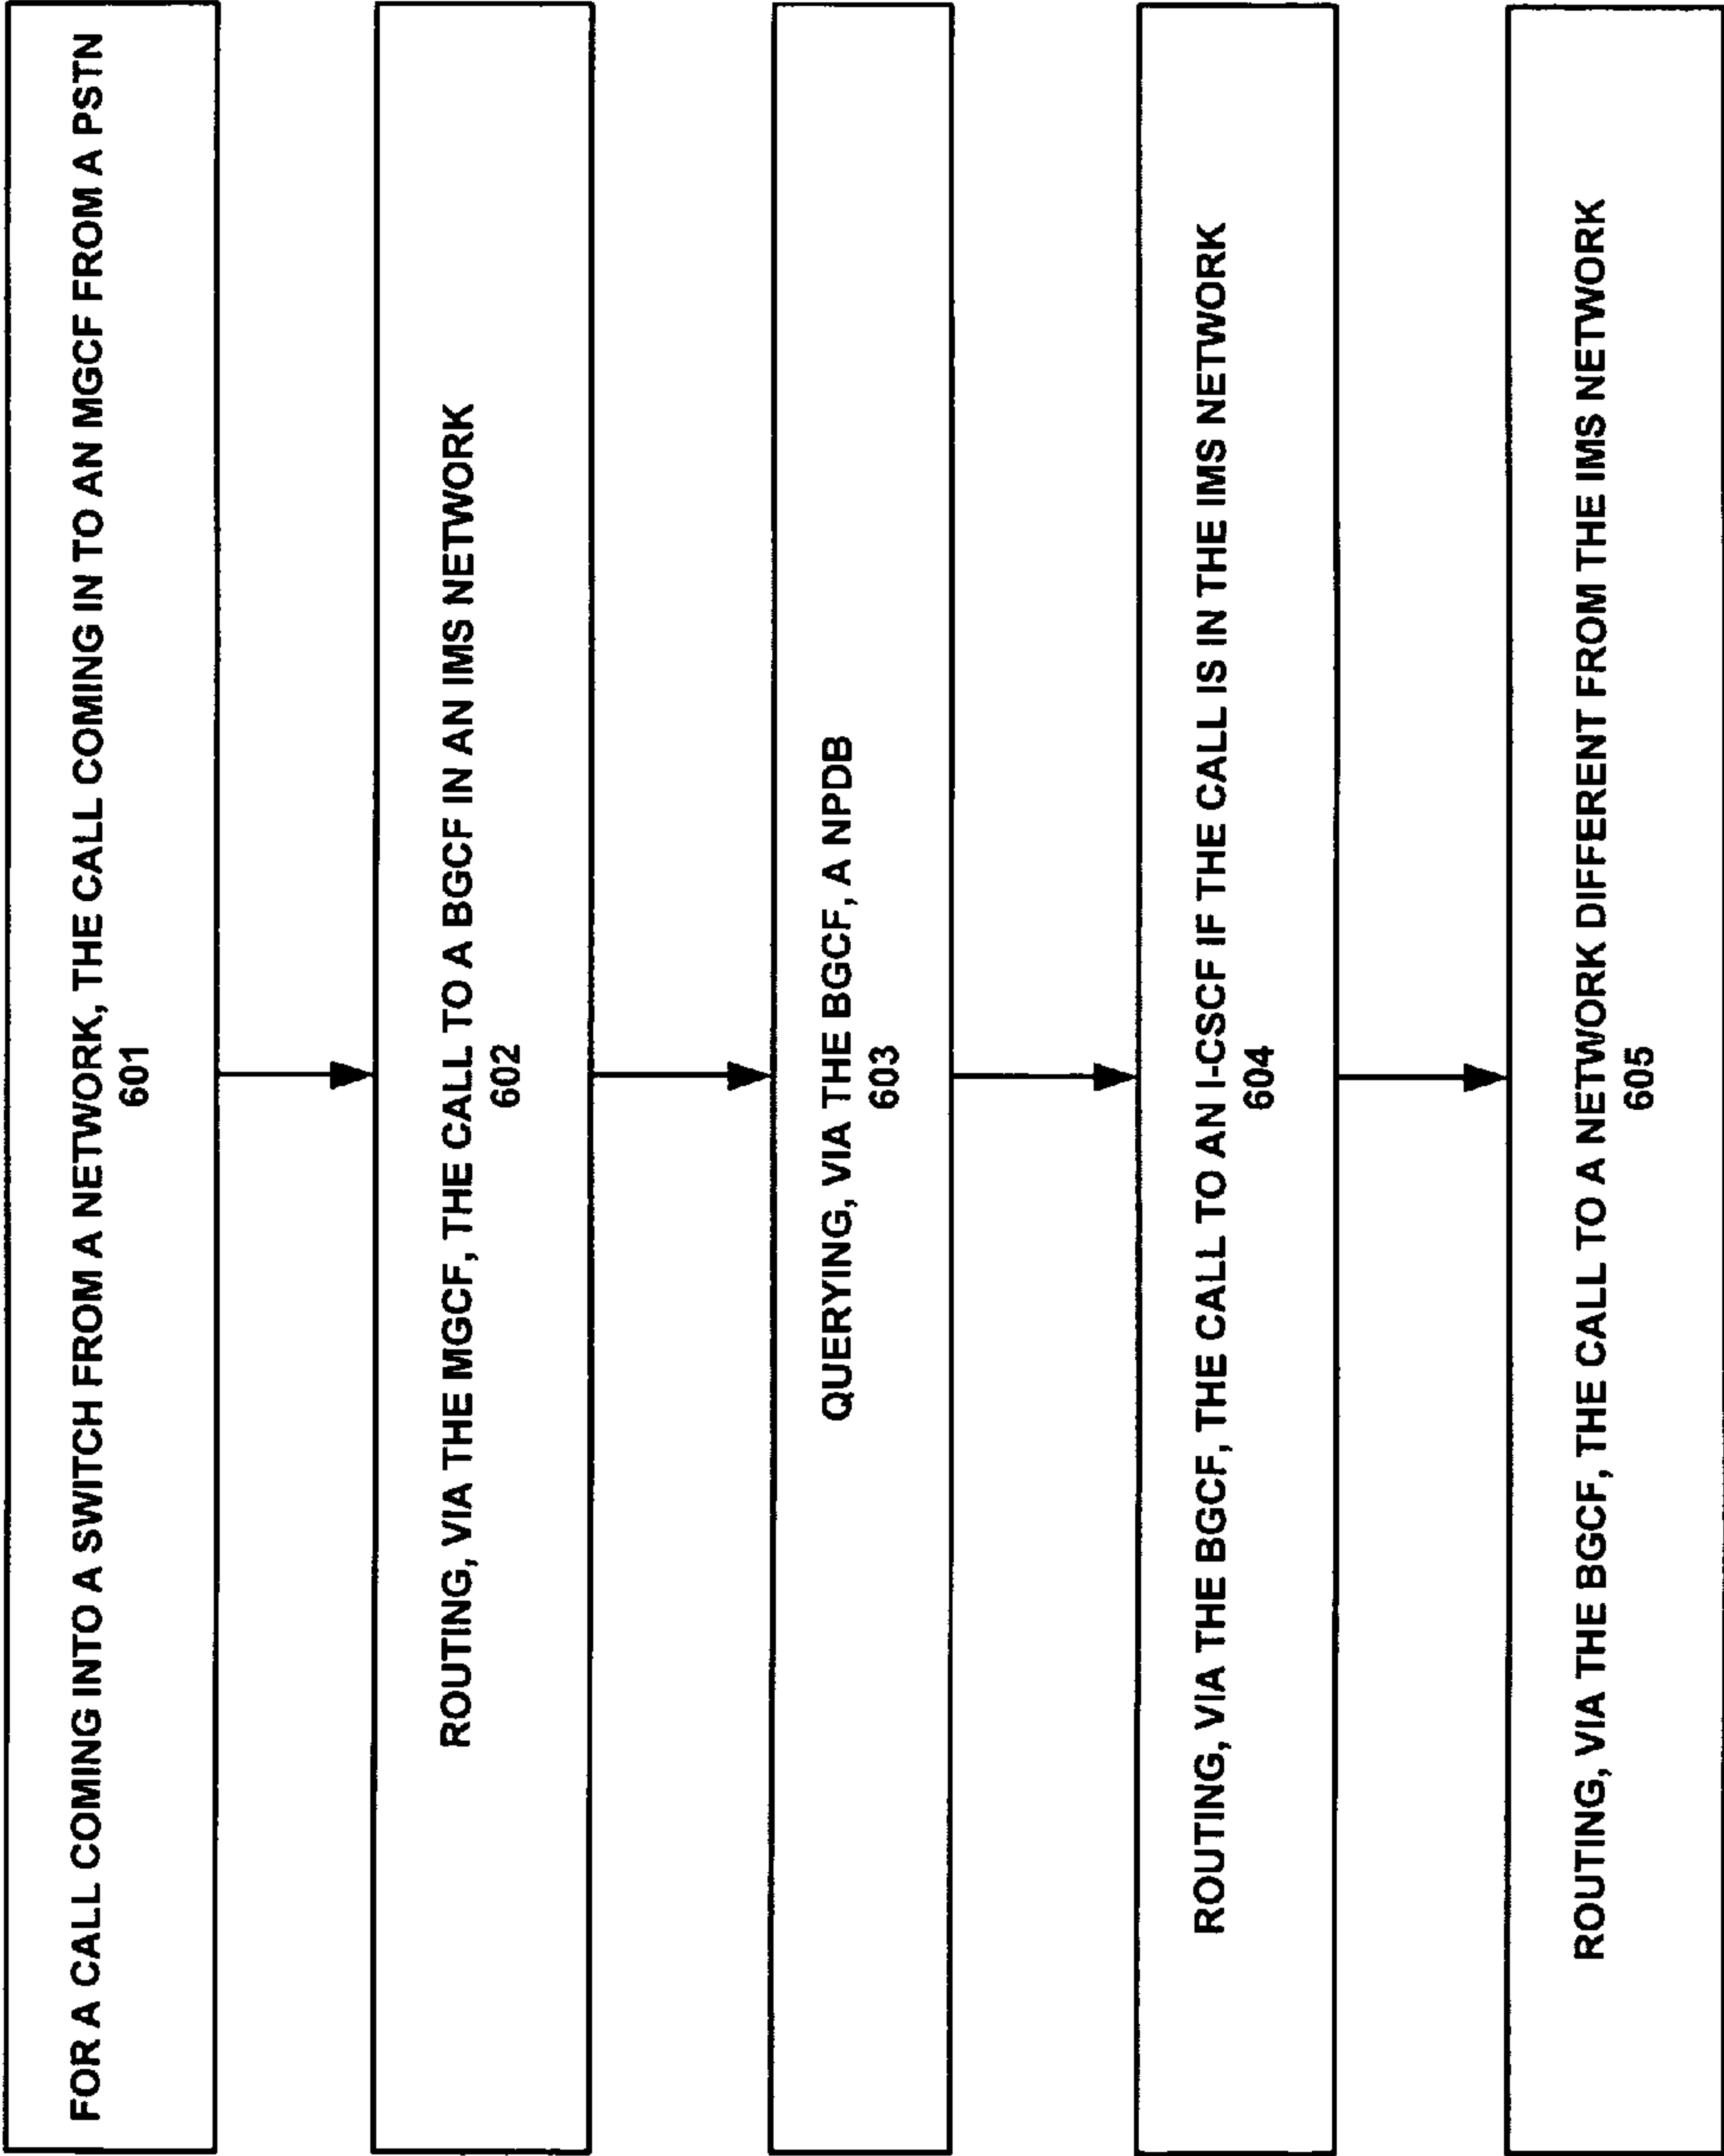 FOR A CALL COMING INTO A SWITCH FROM A NETWORK, THE CALL COMING IN TO AN MGCF FROM A PSTN
601
ROUTING, VIA THE MGCF, THE CALL TO A BGCF IN AN IMS NETWORK
602
QUERYING, VIA THE BGCF, A NPDB
603
ROUTING, VIA THE BGCF, THE CALL TO AN I-CSCF IF THE CALL IS IN THE IMS NETWORK
604
ROUTING, VIA THE BGCF, THE CALL TO A NETWORK DIFFERENT FROM THE IMS NETWORK
605